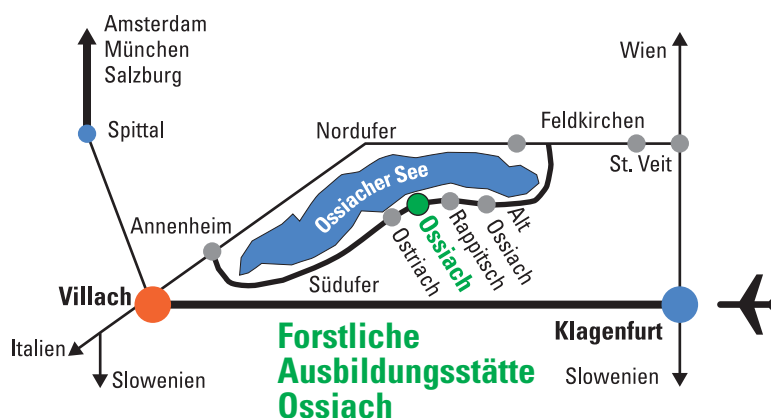 Amsterdam
München
Salzburg
Wien
Spittal
Nordufer
Feldkirchen
St. Veit
Ossiacher See
Annenheim
Ostriach
Ossiach
Rappitsch
Alt
Ossiach
Südufer
Villach
Klagenfurt
Italien
Slowenien
Forstliche
Ausbildungsstätte
Ossiach
Slowenien